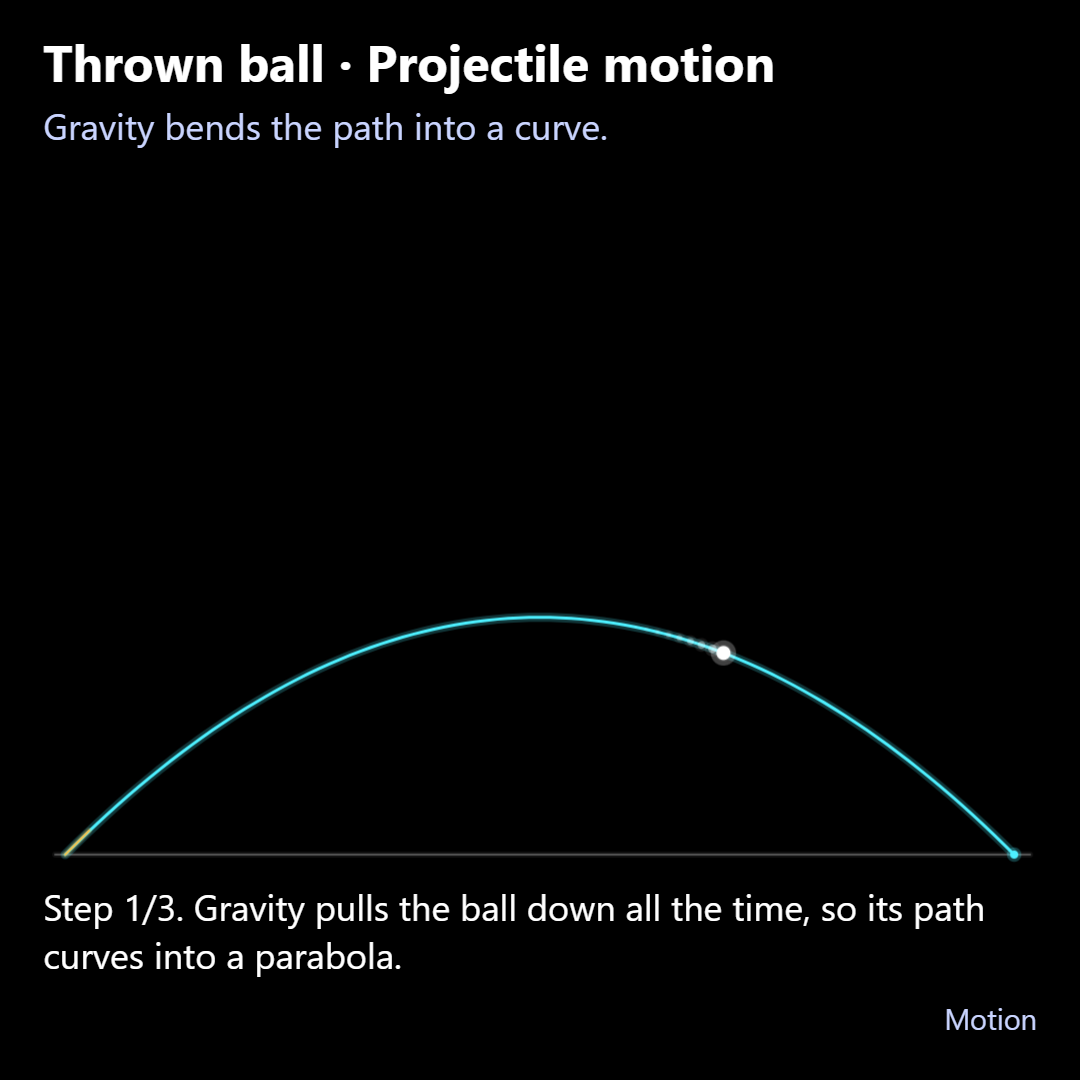 Thrown ball · Projectile motion
Gravity bends the path into a curve.
Step 1/3. Gravity pulls the ball down all the time, so its path
curves into a parabola.
Motion